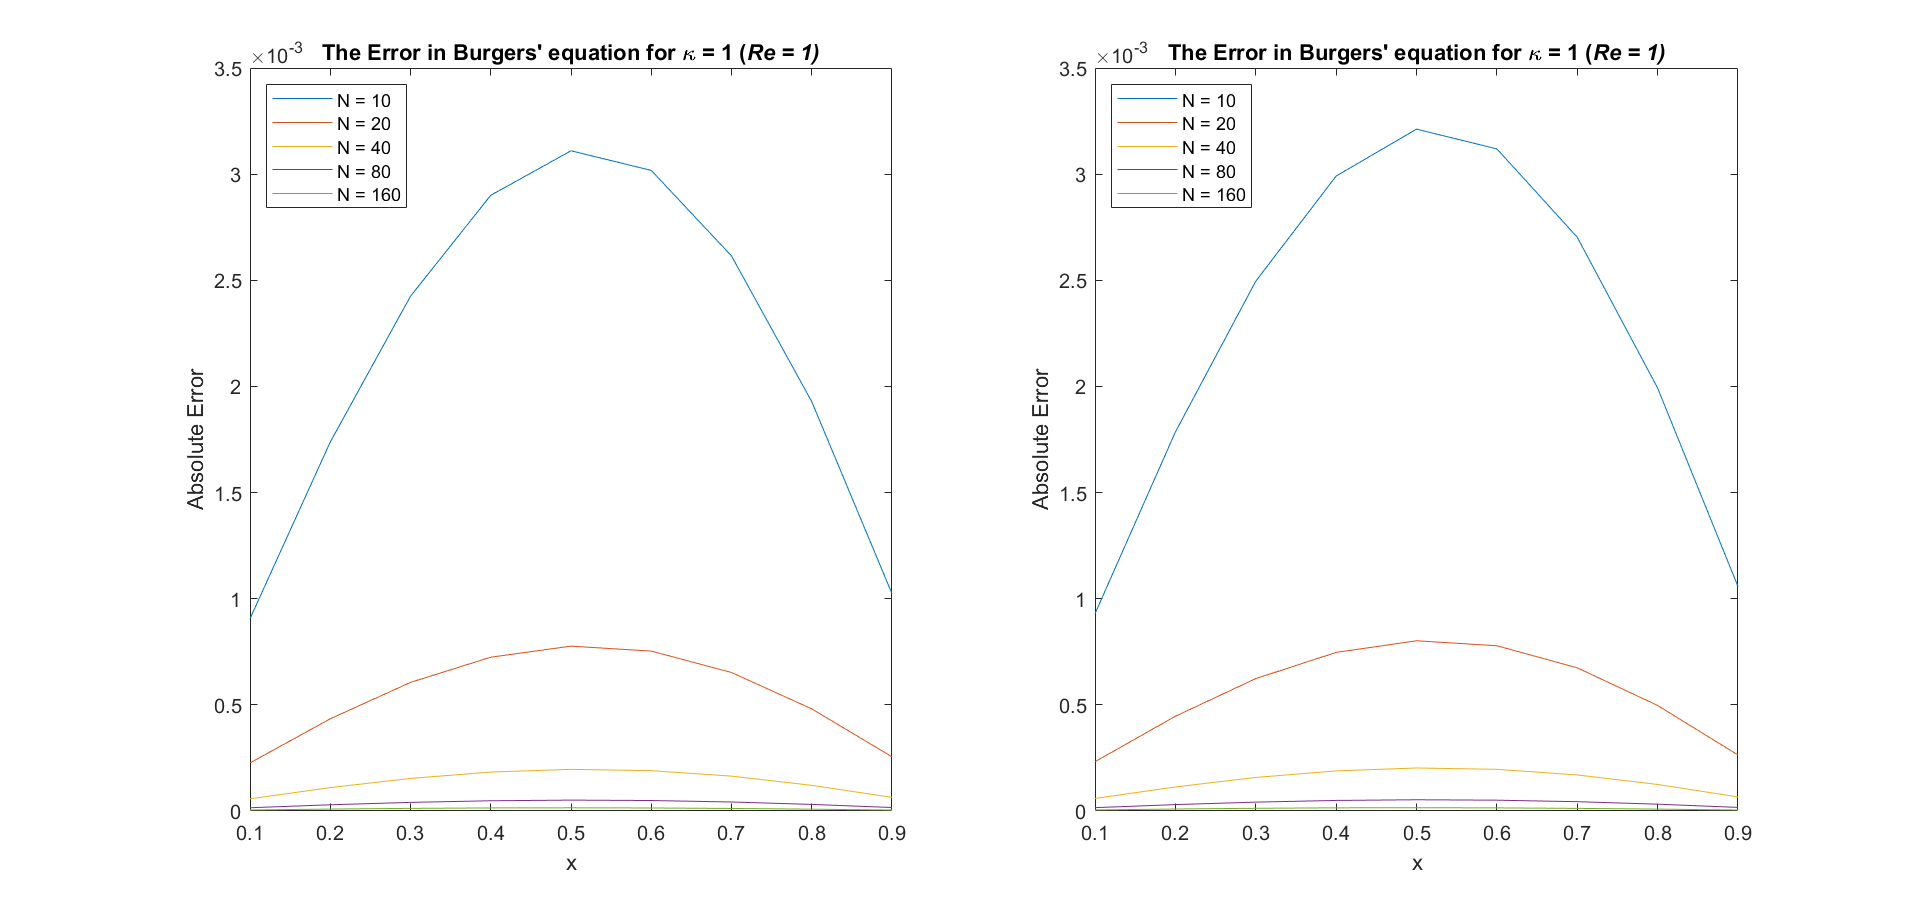 ×10-3
The Error in Burgers' equation for κ = 1 (Re = 1)
3.5
3
2.5
2
1.5
1
0.5
0
Absolute Error
N = 10
N = 20
N = 40
N = 80
N = 160
0.1 0.2 0.3 0.4 0.5 0.6 0.7 0.8 0.9
x
×10-3
The Error in Burgers' equation for κ = 1 (Re = 1)
3.5
3
2.5
2
1.5
1
0.5
0
Absolute Error
N = 10
N = 20
N = 40
N = 80
N = 160
0.1 0.2 0.3 0.4 0.5 0.6 0.7 0.8 0.9
x